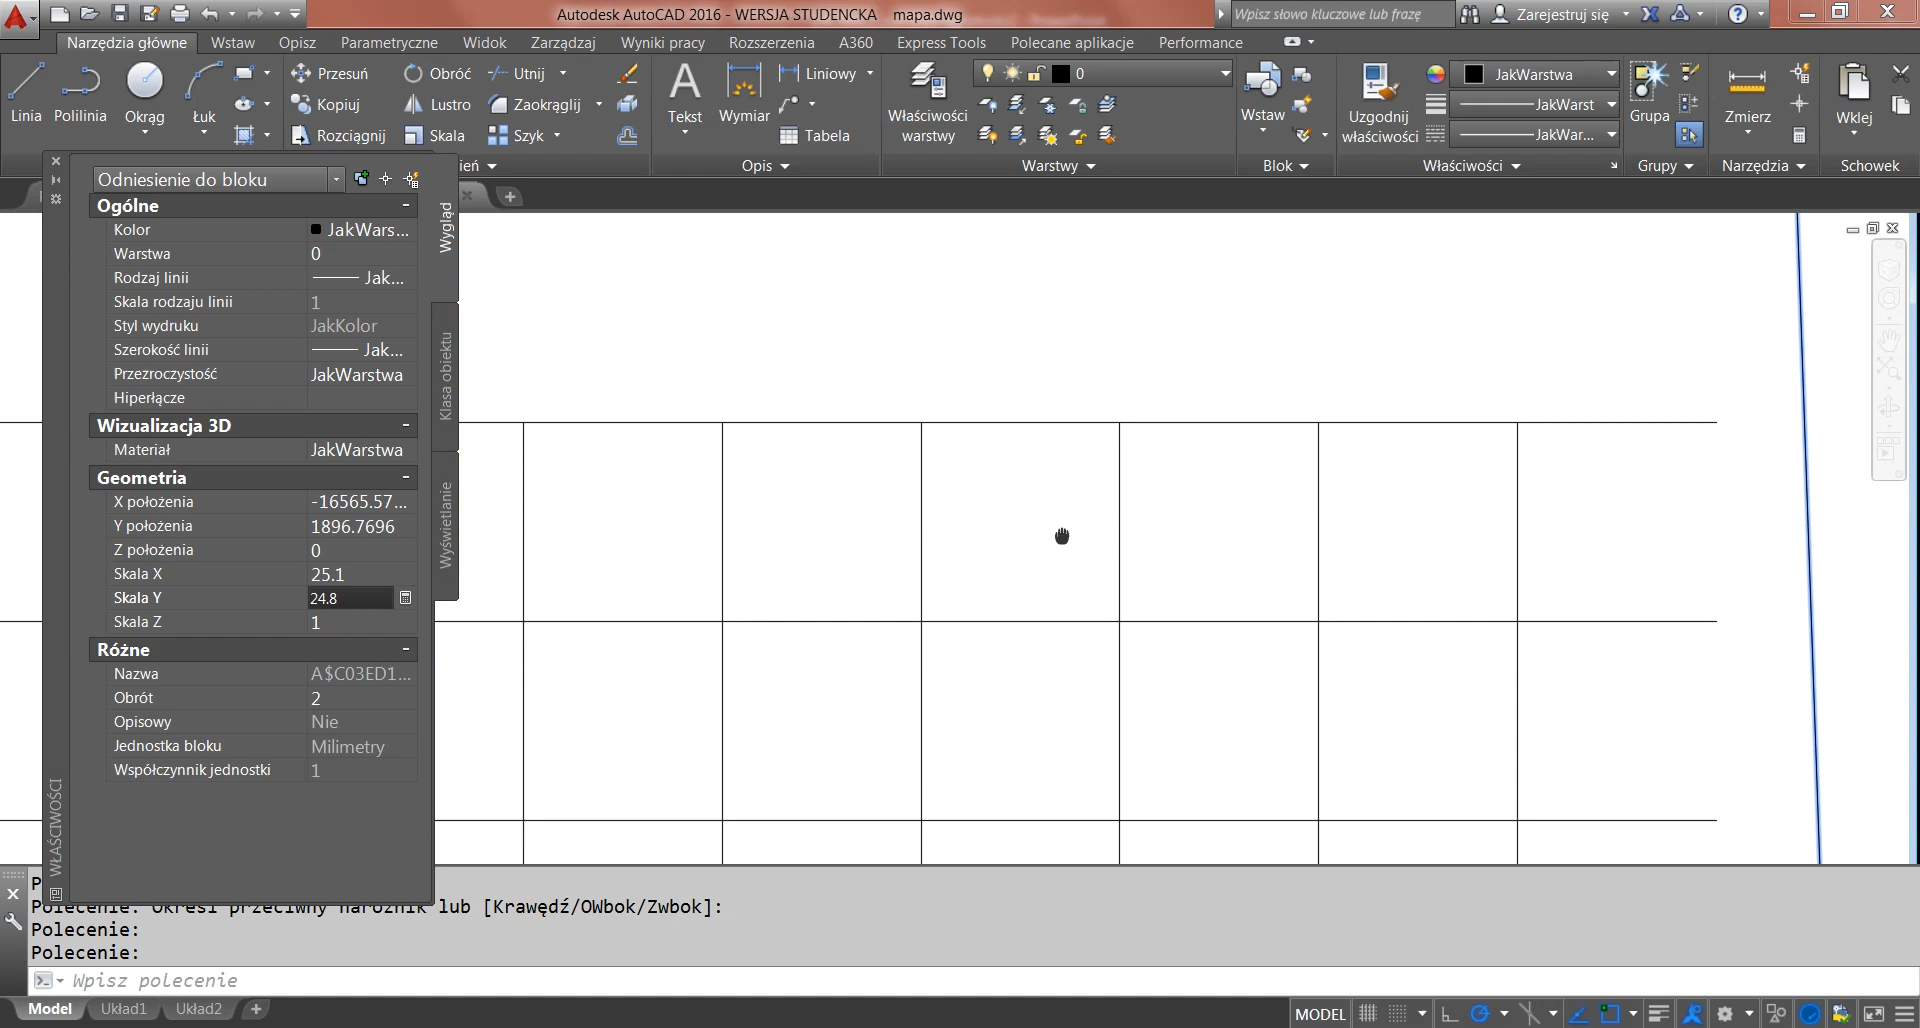 Autodesk AutoCAD 2016 - WERSJA STUDENCKA mapa.dwg
Wpisz słowo kluczowe lub frazę
Zarejestruj się
Narzędzia główne Wstaw Opisz Parametryczne Widok Zarządzaj Wyniki pracy Rozszerzenia A360 Express Tools Polecane aplikacje Performance
Linia Polilinia Okrąg Łuk
Przesuń Obróć Utnij
Kopiuj Lustro Zaokrąglij
Rozciągnij Skala Szyk
Tekst Wymiar
Liniowy
Tabela
Właściwości warstwy
0
Wstaw
Uzgodnij właściwości
JakWarstwa
JakWarst
JakWar...
Grupa Zmierz Wklej
ień Opis Warstwy Blok Właściwości Grupy Narzędzia Schowek
Odniesienie do bloku
Ogólne -
Kolor JakWars...
Warstwa 0
Rodzaj linii Jak...
Skala rodzaju linii 1
Styl wydruku JakKolor
Szerokość linii Jak...
Przezroczystość JakWarstwa
Hiperłącze
Wizualizacja 3D -
Materiał JakWarstwa
Geometria -
X położenia -16565.57...
Y położenia 1896.7696
Z położenia 0
Skala X 25.1
Skala Y 24.8
Skala Z 1
Różne -
Nazwa A$C03ED1...
Obrót 2
Opisowy Nie
Jednostka bloku Milimetry
Współczynnik jednostki 1
Wygląd
Klasa obiektu
Wyświetlanie
WŁAŚCIWOŚCI
Polecenie: Określ przeciwny narożnik lub [Krawędź/OWbok/Zwbok]:
Polecenie:
Polecenie:
Wpisz polecenie
Model Układ1 Układ2 +
MODEL